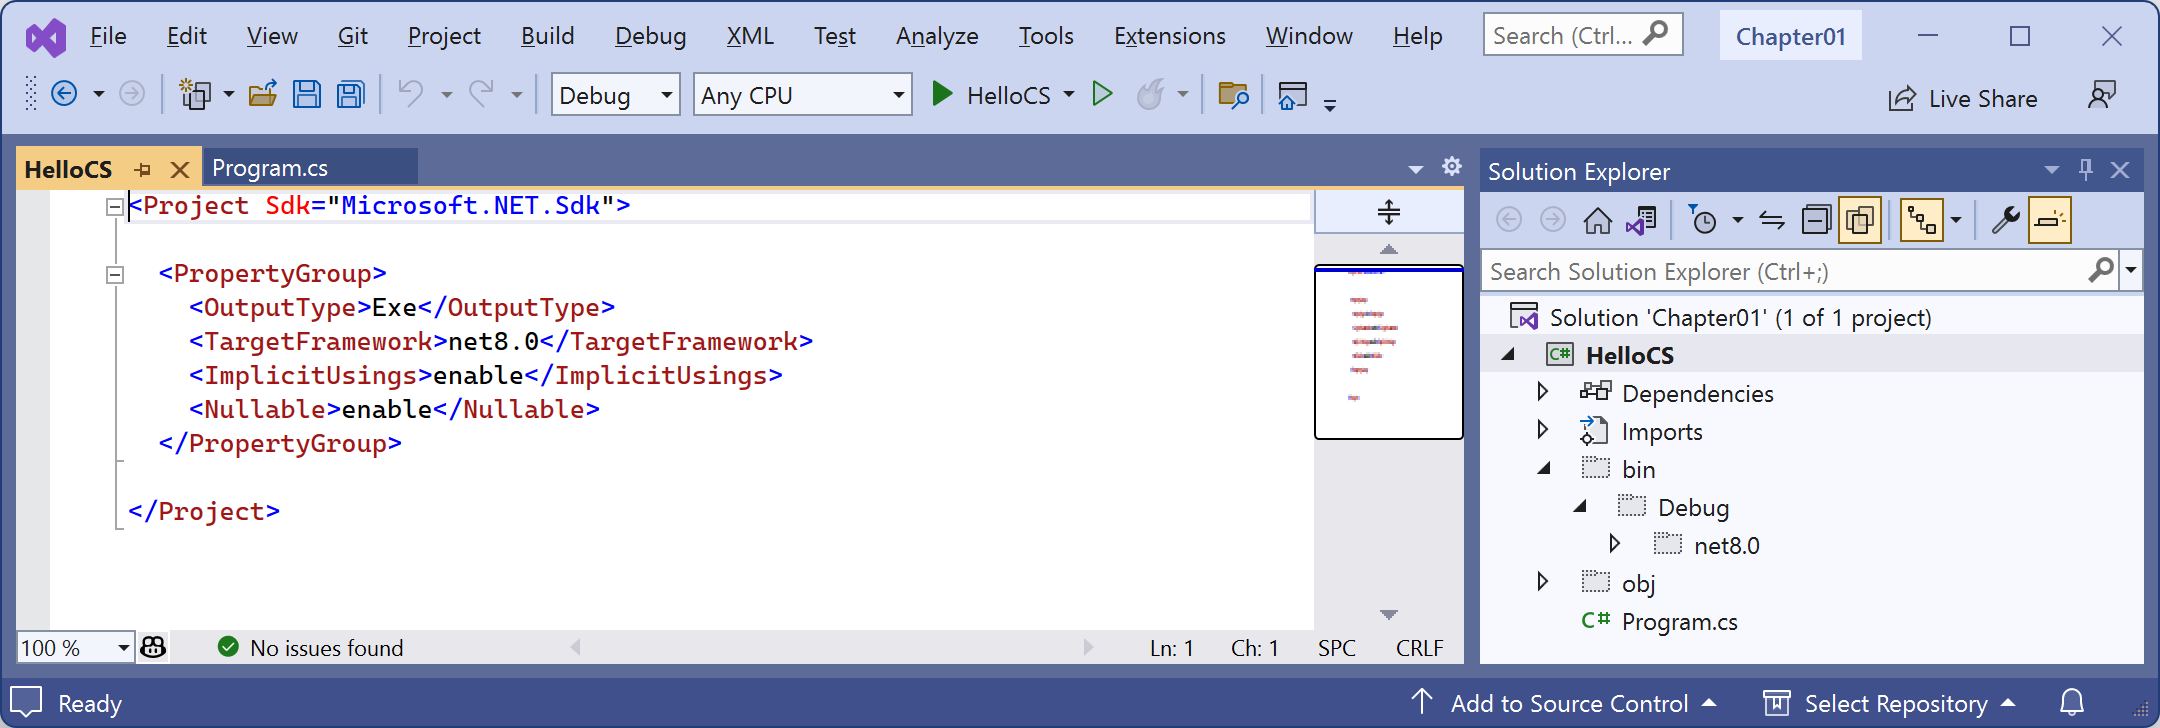 File Edit View Git Project Build Debug XML Test Analyze Tools Extensions Window Help Search (Ctrl... Chapter01
Debug Any CPU HelloCS Live Share
HelloCS Program.cs
<Project Sdk="Microsoft.NET.Sdk">
<PropertyGroup>
<OutputType>Exe</OutputType>
<TargetFramework>net8.0</TargetFramework>
<ImplicitUsings>enable</ImplicitUsings>
<Nullable>enable</Nullable>
</PropertyGroup>
</Project>
100 % No issues found Ln: 1 Ch: 1 SPC CRLF
Solution Explorer
Search Solution Explorer (Ctrl+;)
Solution 'Chapter01' (1 of 1 project)
C# HelloCS
Dependencies
Imports
bin
Debug
net8.0
obj
C# Program.cs
Ready Add to Source Control Select Repository